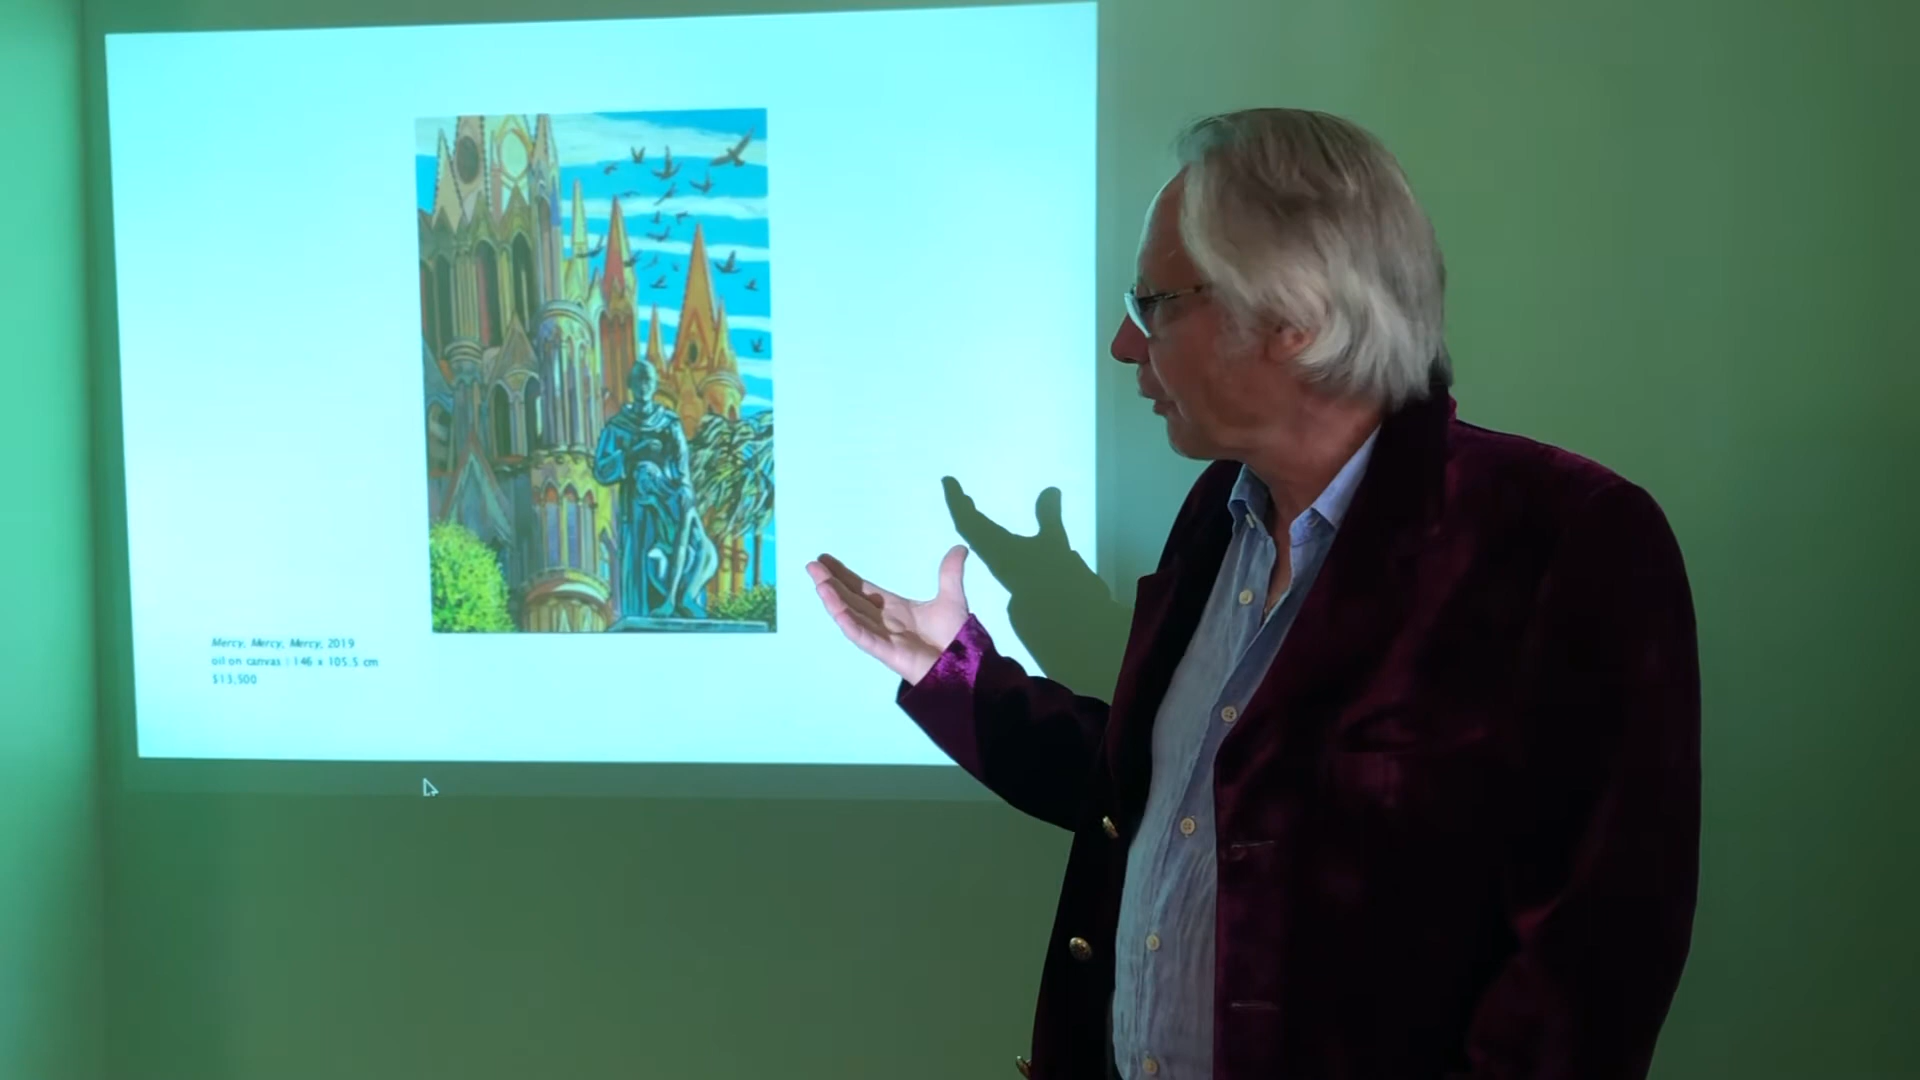 Mercy, Mercy, Mercy, 2019
oil on canvas | 146 x 105.5 cm
$13,500